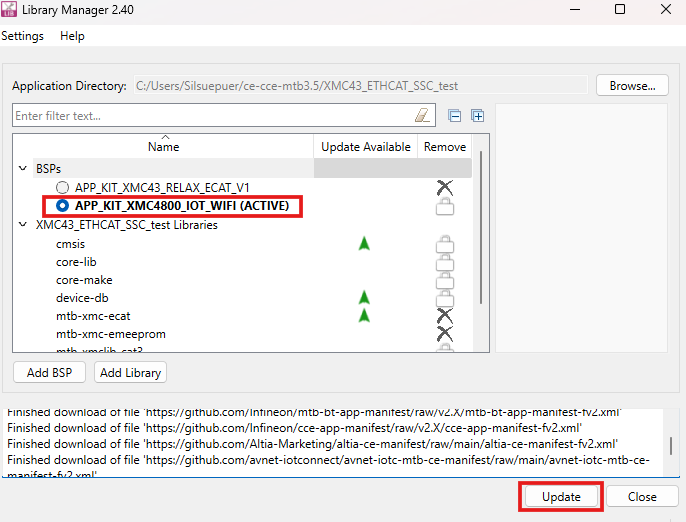 Library Manager 2.40
Settings Help
Application Directory: C:/Users/Silsuepuer/ce-cce-mtb3.5/XMC43_ETHCAT_SSC_test Browse...
Enter filter text...
Name Update Available Remove
BSPs
APP_KIT_XMC43_RELAX_ECAT_V1
APP_KIT_XMC4800_IOT_WIFI (ACTIVE)
XMC43_ETHCAT_SSC_test Libraries
cmsis
core-lib
core-make
device-db
mtb-xmc-ecat
mtb-xmc-emeeprom
mtb-xmclib-cat3
Add BSP Add Library
Finished download of file 'https://github.com/Infineon/mtb-bt-app-manifest/raw/v2.X/mtb-bt-app-manifest-fv2.xml'
Finished download of file 'https://github.com/Infineon/cce-app-manifest/raw/v2.X/cce-app-manifest-fv2.xml'
Finished download of file 'https://github.com/Altia-Marketing/altia-ce-manifest/raw/main/altia-ce-manifest-fv2.xml'
Finished download of file 'https://github.com/avnet-iotconnect/avnet-iotc-mtb-ce-manifest/raw/main/avnet-iotc-mtb-ce-
manifest-fv2.xml'
Update Close